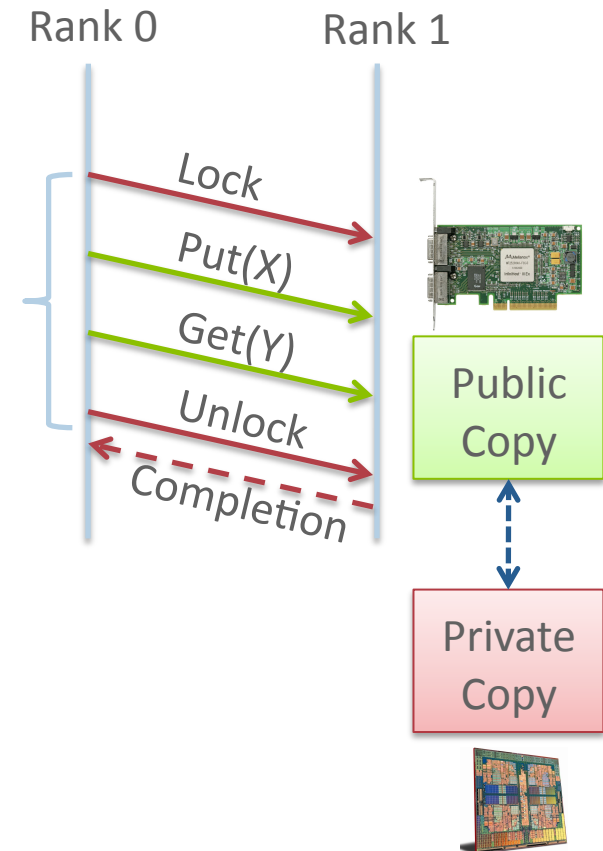 Rank 0
Rank 1
Lock
Put(X)
Get(Y)
Unlock
Completion
Public
Copy
Private
Copy